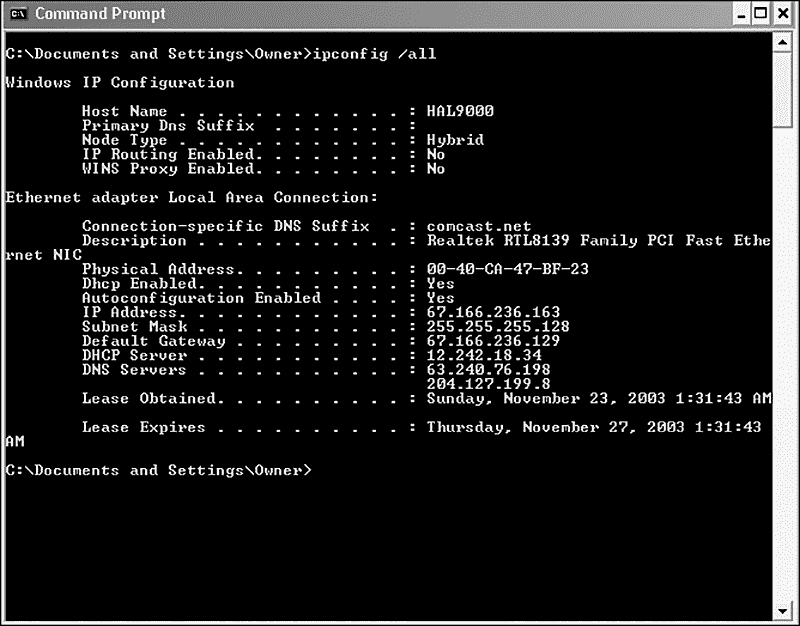 Command Prompt
C:\Documents and Settings\Owner>ipconfig /all
Windows IP Configuration
Host Name . . . . . . . . . . . . : HAL9000
Primary Dns Suffix  . . . . . . . :
Node Type . . . . . . . . . . . . : Hybrid
IP Routing Enabled. . . . . . . . : No
WINS Proxy Enabled. . . . . . . . : No
Ethernet adapter Local Area Connection:
Connection-specific DNS Suffix  . : comcast.net
Description . . . . . . . . . . . : Realtek RTL8139 Family PCI Fast Ethe
rnet NIC
Physical Address. . . . . . . . . : 00-40-CA-47-BF-23
Dhcp Enabled. . . . . . . . . . . : Yes
Autoconfiguration Enabled . . . . : Yes
IP Address. . . . . . . . . . . . : 67.166.236.163
Subnet Mask . . . . . . . . . . . : 255.255.255.128
Default Gateway . . . . . . . . . : 67.166.236.129
DHCP Server . . . . . . . . . . . : 12.242.18.34
DNS Servers . . . . . . . . . . . : 63.240.76.198
204.127.199.8
Lease Obtained. . . . . . . . . . : Sunday, November 23, 2003 1:31:43 AM
Lease Expires . . . . . . . . . . : Thursday, November 27, 2003 1:31:43
AM
C:\Documents and Settings\Owner>